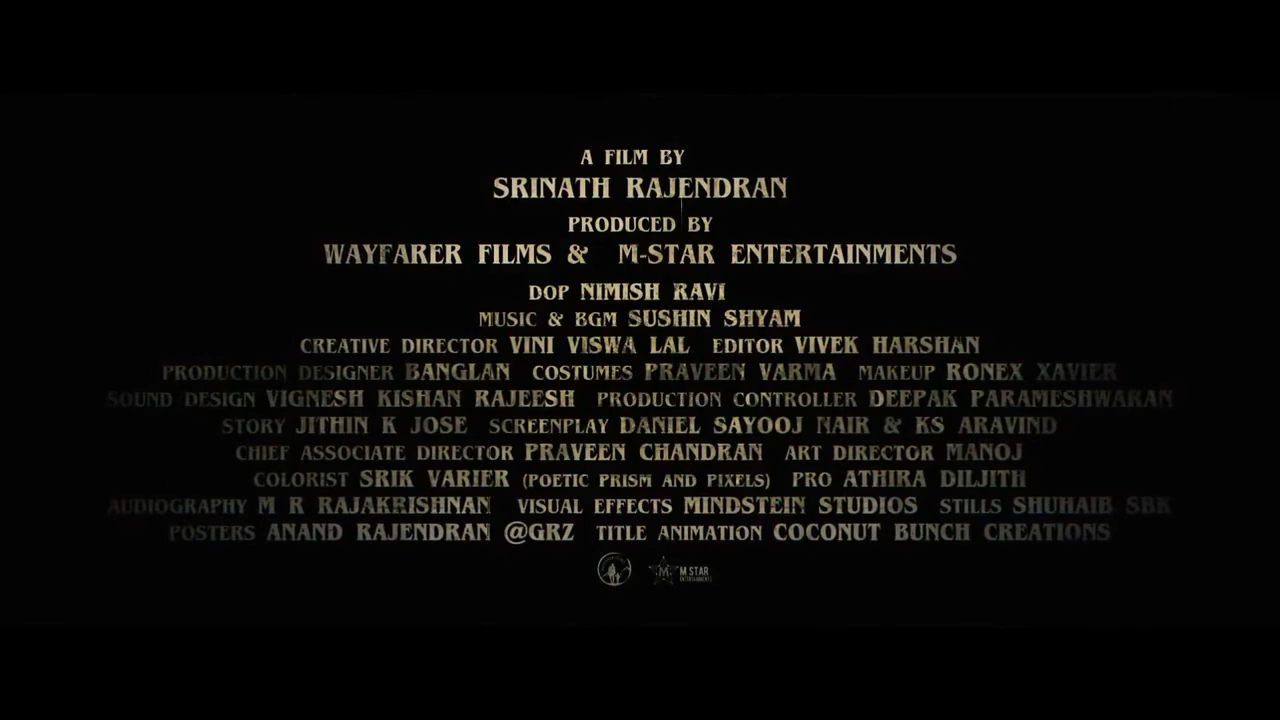 A FILM BY
SRINATH RAJENDRAN
PRODUCED BY
WAYFARER FILMS & M-STAR ENTERTAINMENTS
DOP NIMISH RAVI
MUSIC & BGM SUSHIN SHYAM
CREATIVE DIRECTOR VINI VISWA LAL EDITOR VIVEK HARSHAN
PRODUCTION DESIGNER BANGLAN COSTUMES PRAVEEN VARMA MAKEUP RONEX XAVIER
SOUND DESIGN VIGNESH KISHAN RAJEESH PRODUCTION CONTROLLER DEEPAK PARAMESHWARAN
STORY JITHIN K JOSE SCREENPLAY DANIEL SAYOOJ NAIR & KS ARAVIND
CHIEF ASSOCIATE DIRECTOR PRAVEEN CHANDRAN ART DIRECTOR MANOJ
COLORIST SRIK VARIER (POETIC PRISM AND PIXELS) PRO ATHIRA DILJITH
AUDIOGRAPHY M R RAJAKRISHNAN VISUAL EFFECTS MINDSTEIN STUDIOS STILLS SHUHAIB SBK
POSTERS ANAND RAJENDRAN @GRZ TITLE ANIMATION COCONUT BUNCH CREATIONS
M M STAR
ENTERTAINMENTS